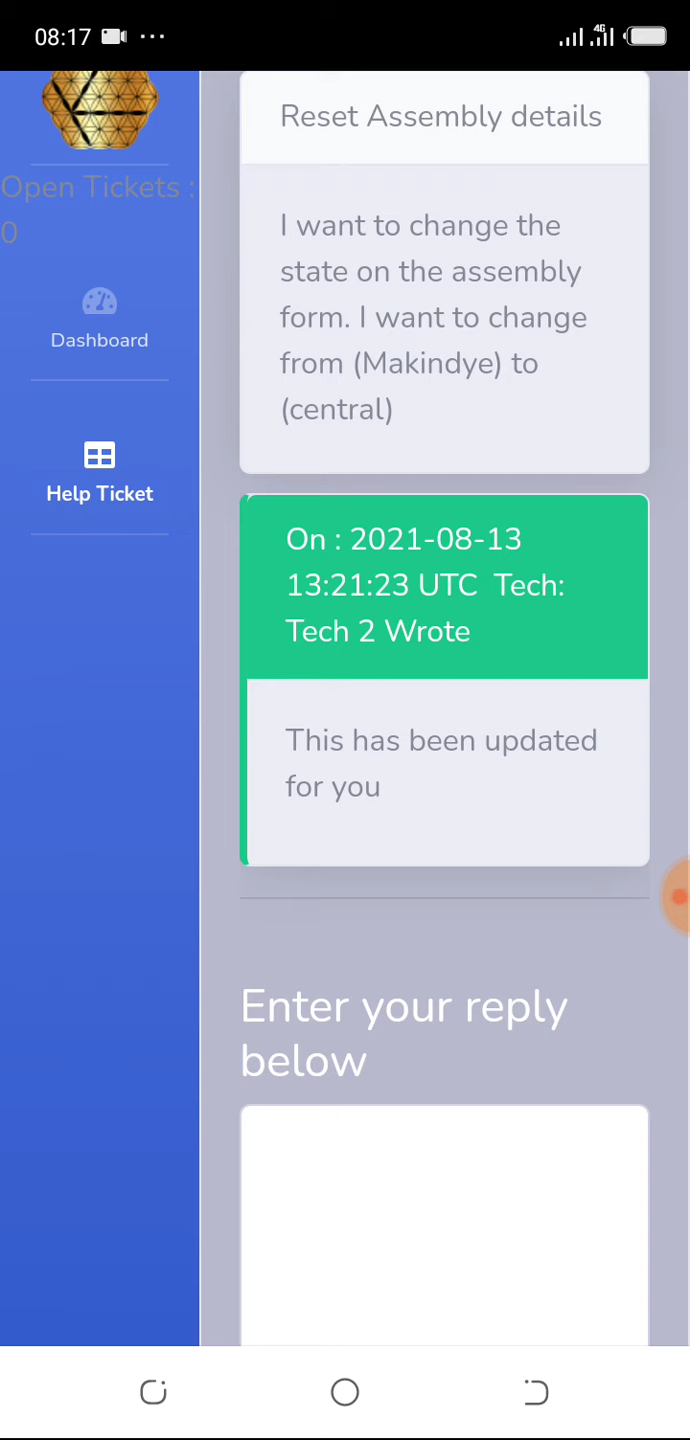 08:17
4G
Open Tickets :
0
Dashboard
Help Ticket
Reset Assembly details
I want to change the
state on the assembly
form. I want to change
from (Makindye) to
(central)
On : 2021-08-13
13:21:23 UTC Tech:
Tech 2 Wrote
This has been updated
for you
Enter your reply
below